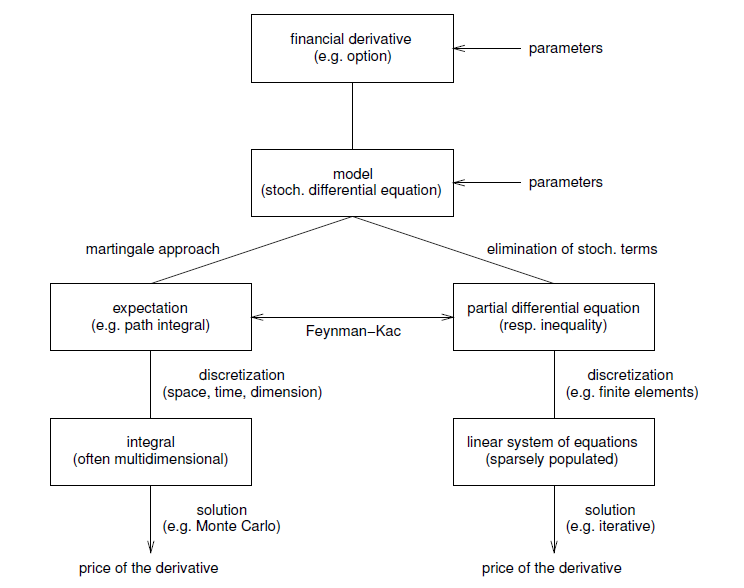 financial derivative
(e.g. option)
parameters
model
(stoch. differential equation)
parameters
martingale approach
elimination of stoch. terms
expectation
(e.g. path integral)
Feynman−Kac
partial differential equation
(resp. inequality)
discretization
(space, time, dimension)
discretization
(e.g. finite elements)
integral
(often multidimensional)
linear system of equations
(sparsely populated)
solution
(e.g. Monte Carlo)
solution
(e.g. iterative)
price of the derivative
price of the derivative